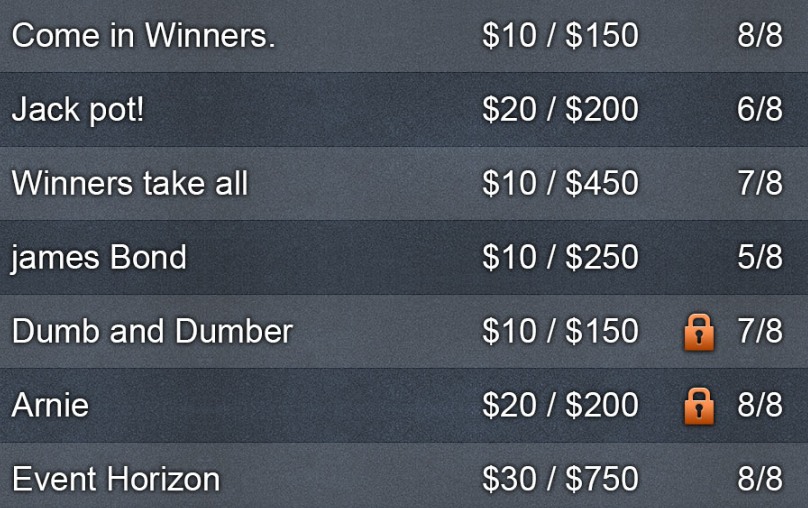 Come in Winners. $10 / $150 8/8
Jack pot! $20 / $200 6/8
Winners take all $10 / $450 7/8
james Bond $10 / $250 5/8
Dumb and Dumber $10 / $150 7/8
Arnie $20 / $200 8/8
Event Horizon $30 / $750 8/8